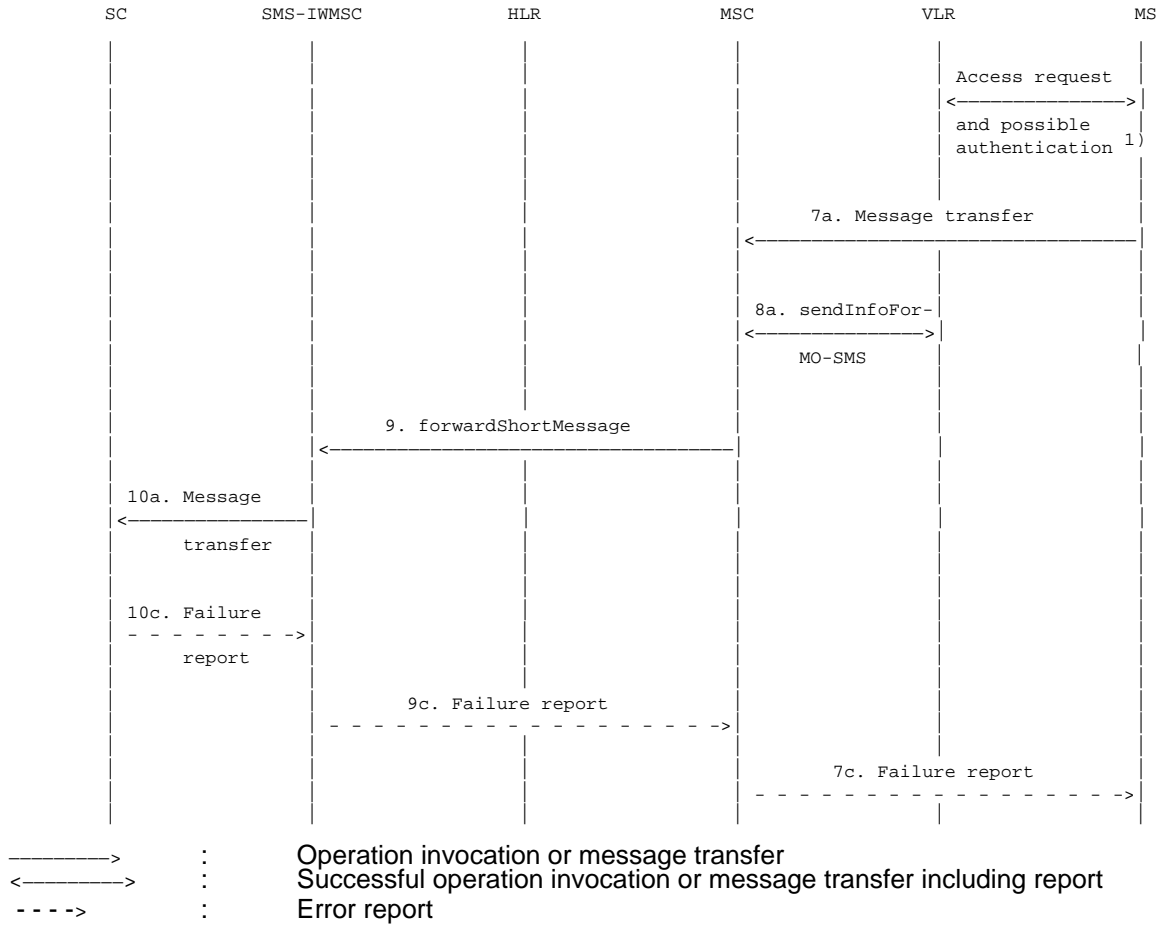 SC SMS-IWMSC HLR MSC VLR MS
Access request
and possible
authentication 1)
7a. Message transfer
8a. sendInfoFor-
MO-SMS
9. forwardShortMessage
10a. Message
transfer
10c. Failure
report
9c. Failure report
7c. Failure report
: Operation invocation or message transfer
: Successful operation invocation or message transfer including report
: Error report